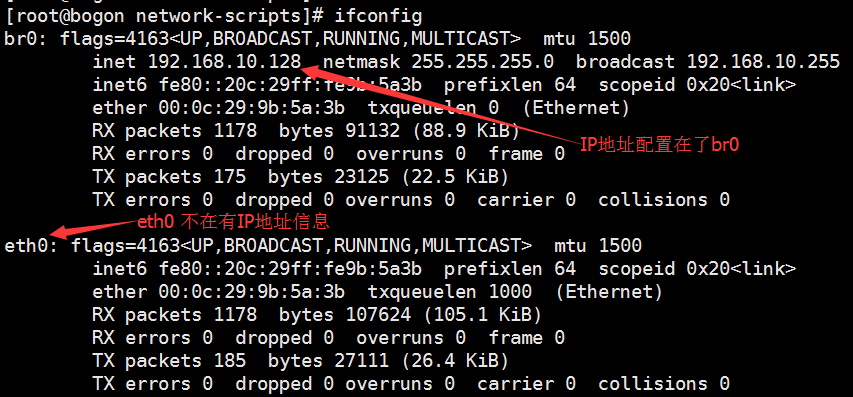 [root@bogon network-scripts]# ifconfig
br0: flags=4163<UP,BROADCAST,RUNNING,MULTICAST>  mtu 1500
        inet 192.168.10.128  netmask 255.255.255.0  broadcast 192.168.10.255
        inet6 fe80::20c:29ff:fe9b:5a3b  prefixlen 64  scopeid 0x20<link>
        ether 00:0c:29:9b:5a:3b  txqueuelen 0  (Ethernet)
        RX packets 1178  bytes 91132 (88.9 KiB)
IP地址配置在了br0
        RX errors 0  dropped 0  overruns 0  frame 0
        TX packets 175  bytes 23125 (22.5 KiB)
        TX errors 0  dropped 0 overruns 0  carrier 0  collisions 0
eth0 不在有IP地址信息
eth0: flags=4163<UP,BROADCAST,RUNNING,MULTICAST>  mtu 1500
        inet6 fe80::20c:29ff:fe9b:5a3b  prefixlen 64  scopeid 0x20<link>
        ether 00:0c:29:9b:5a:3b  txqueuelen 1000  (Ethernet)
        RX packets 1178  bytes 107624 (105.1 KiB)
        RX errors 0  dropped 0  overruns 0  frame 0
        TX packets 185  bytes 27111 (26.4 KiB)
        TX errors 0  dropped 0 overruns 0  carrier 0  collisions 0